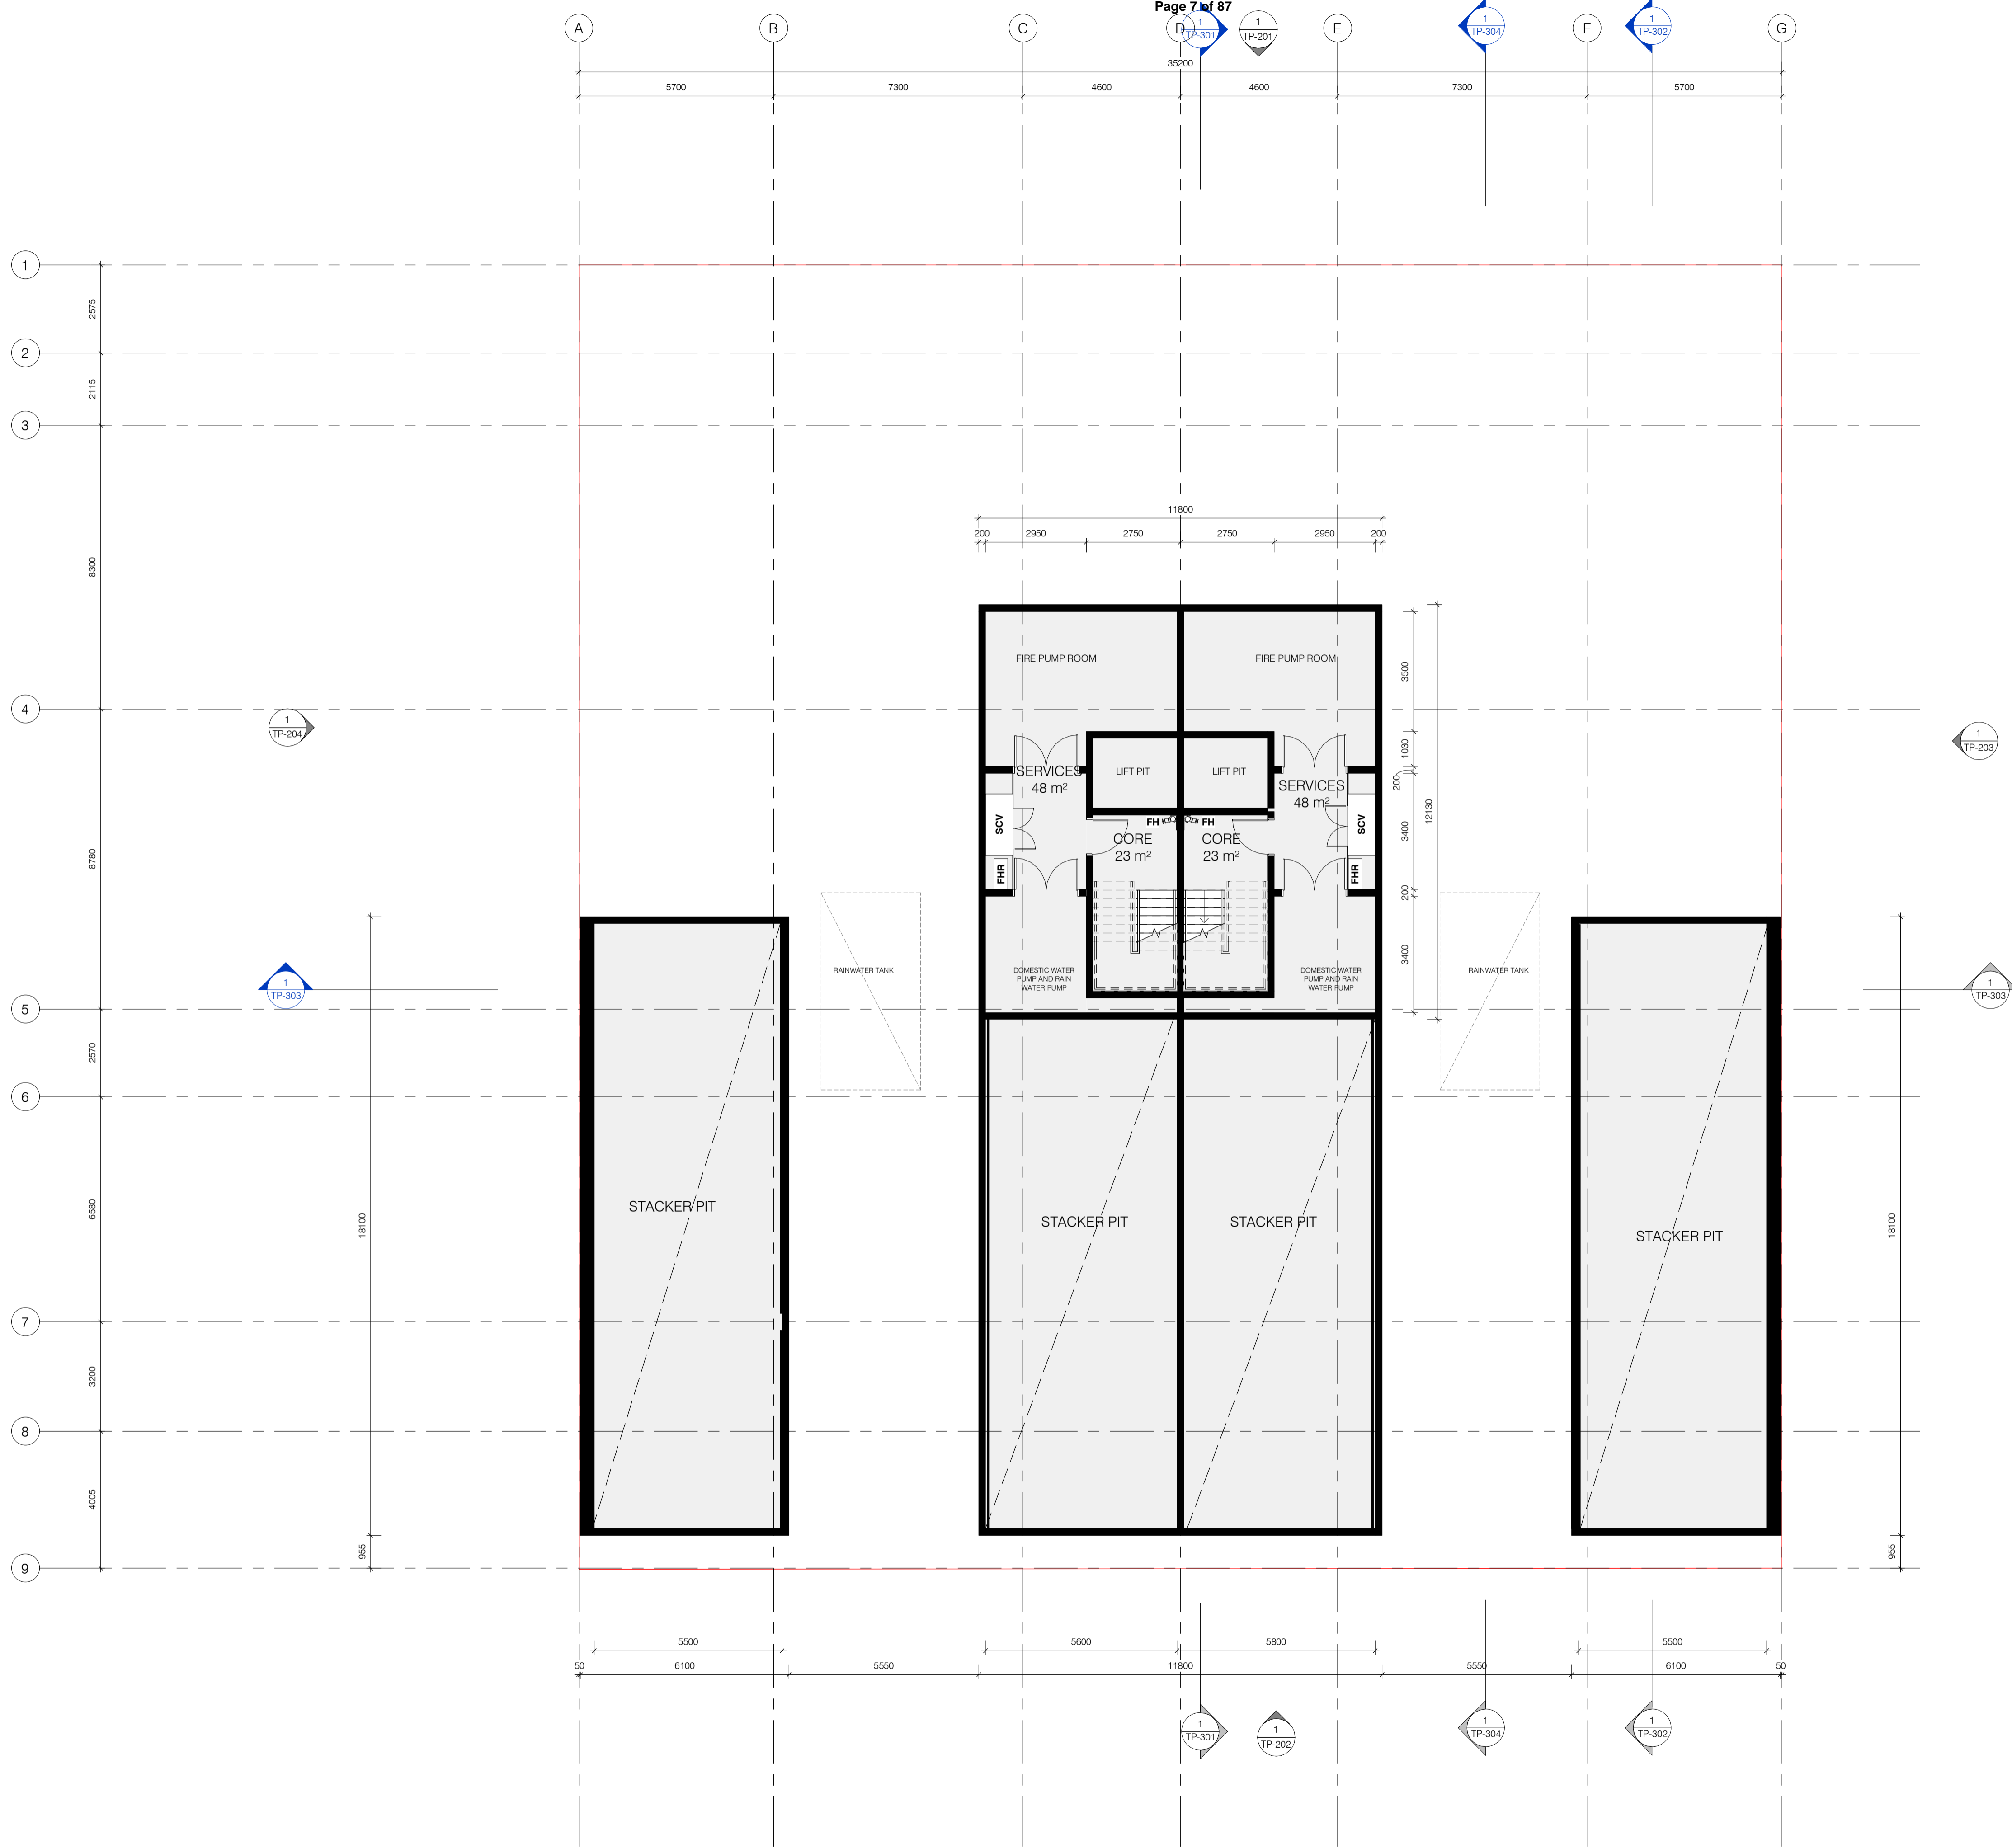 Page 7 of 87
A
B
C
D
E
F
G
1
TP-301
1
TP-201
1
TP-304
1
TP-302
35200
5700
7300
4600
4600
7300
5700
1
2
3
4
5
6
7
8
9
2575
2115
8300
8780
2570
6580
3200
4005
18100
955
1
TP-204
1
TP-203
1
TP-303
1
TP-303
11800
200
2950
2750
2750
2950
200
3500
1030
200
3400
200
3400
12130
FIRE PUMP ROOM
FIRE PUMP ROOM
LIFT PIT
LIFT PIT
SERVICES
48 m²
SERVICES
48 m²
SCV
SCV
FH
FH
CORE
23 m²
CORE
23 m²
FHR
FHR
RAINWATER TANK
RAINWATER TANK
DOMESTIC WATER
PUMP AND RAIN
WATER PUMP
DOMESTIC WATER
PUMP AND RAIN
WATER PUMP
STACKER PIT
STACKER PIT
STACKER PIT
STACKER PIT
18100
955
5500
5600
5800
5500
50
6100
5550
11800
5550
6100
50
1
TP-301
1
TP-202
1
TP-304
1
TP-302